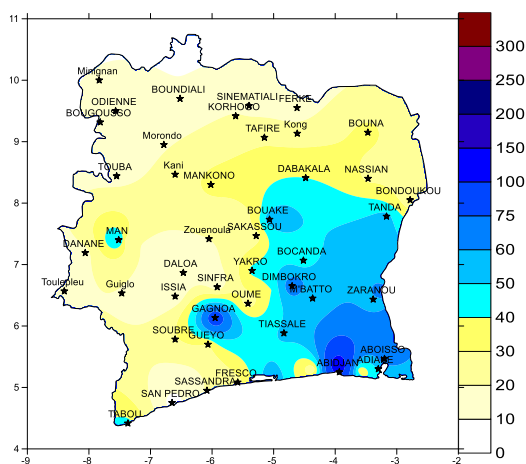 11
300
10
Minignan
250
BOUNDIALI
SINEMATIALI
FERKE
ODIENNE
KORHOGO
200
BOUGOUSSO
TAFIRE
Kong
BOUNA
9
Morondo
150
TOUBA
Kani
DABAKALA
NASSIAN
MANKONO
100
BONDOUKOU
8
BOUAKE
TANDA
75
MAN
Zouenoula
SAKASSOU
DANANE
60
BOCANDA
7
DALOA
YAKRO
50
Toulepleu
Guiglo
ISSIA
SINFRA
DIMBOKRO
M'BATTO
ZARANOU
OUME
40
GAGNOA
6
SOUBRE
GUEYO
TIASSALE
30
ABOISSO
ABIDJAN
ADIAKE
20
FRESCO
SASSANDRA
5
SAN PEDRO
10
TABOU
4
0
-9 -8 -7 -6 -5 -4 -3 -2